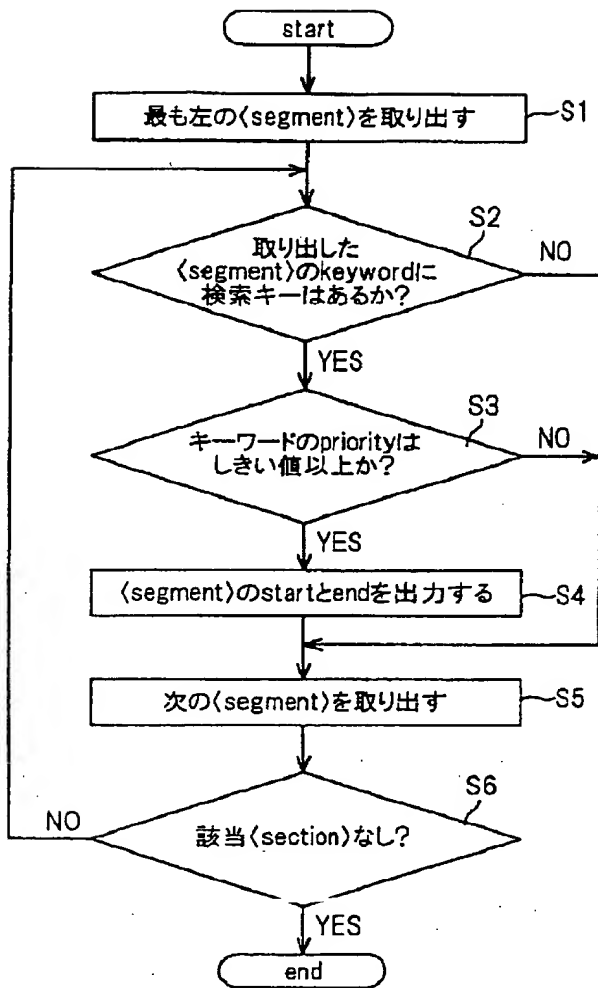 start
最も左の〈segment〉を取り出す
S1
S2
取り出した
〈segment〉のkeywordに
検索キーはあるか?
NO
YES
S3
キーワードのpriorityは
しきい値以上か?
NO
YES
〈segment〉のstartとendを出力する
S4
次の〈segment〉を取り出す
S5
S6
NO
該当〈section〉なし?
YES
end